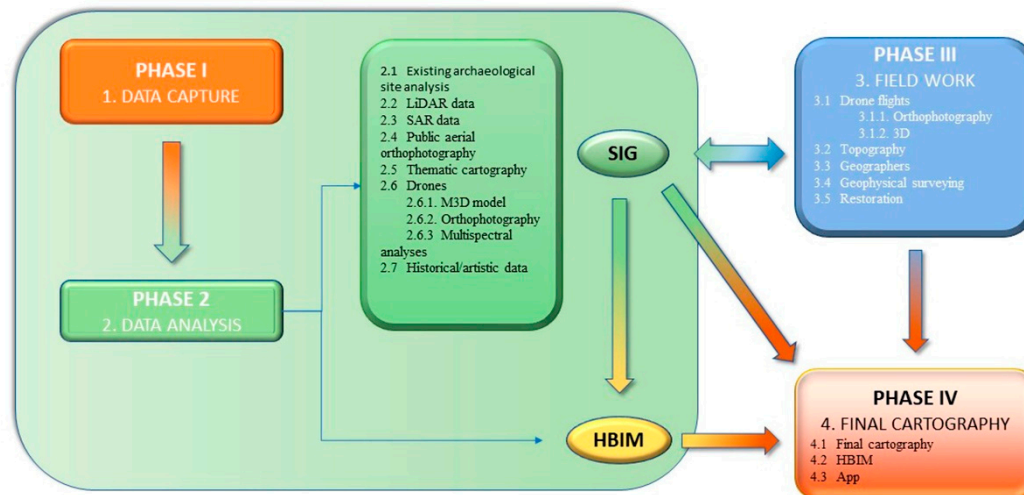 PHASE I
1. DATA CAPTURE
PHASE 2
2. DATA ANALYSIS
2.1 Existing archaeological
site analysis
2.2 LiDAR data
2.3 SAR data
2.4 Public aerial
orthophotography
2.5 Thematic cartography
2.6 Drones
2.6.1. M3D model
2.6.2. Orthophotography
2.6.3 Multispectral
analyses
2.7 Historical/artistic data
SIG
HBIM
PHASE III
3. FIELD WORK
3.1 Drone flights
3.1.1. Orthophotography
3.1.2. 3D
3.2 Topography
3.3 Geographers
3.4 Geophysical surveying
3.5 Restoration
PHASE IV
4. FINAL CARTOGRAPHY
4.1 Final cartography
4.2 HBIM
4.3 App